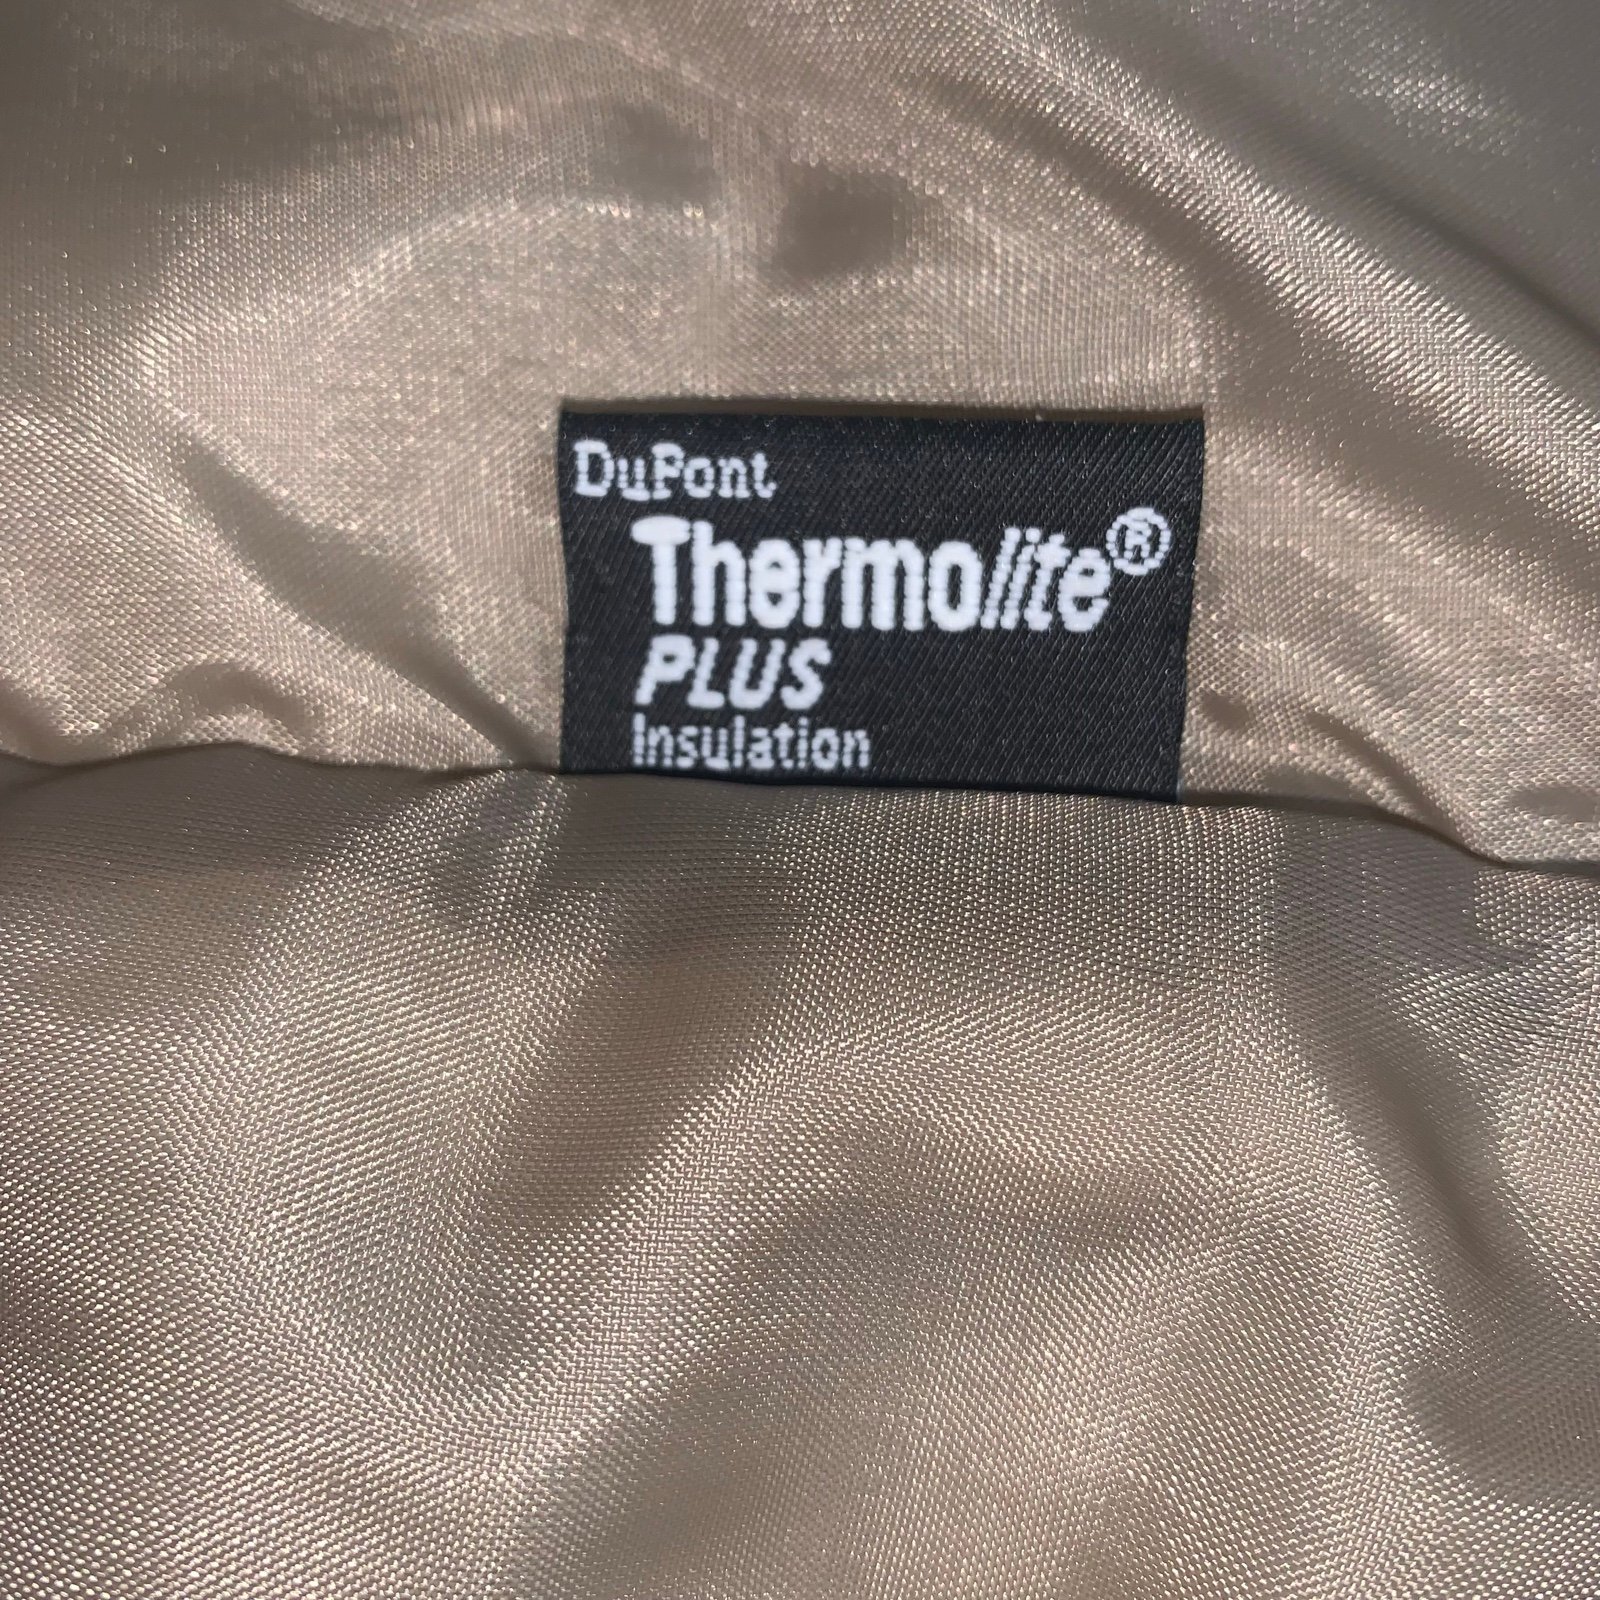 DuPont
Thermolite®
PLUS
Insulation